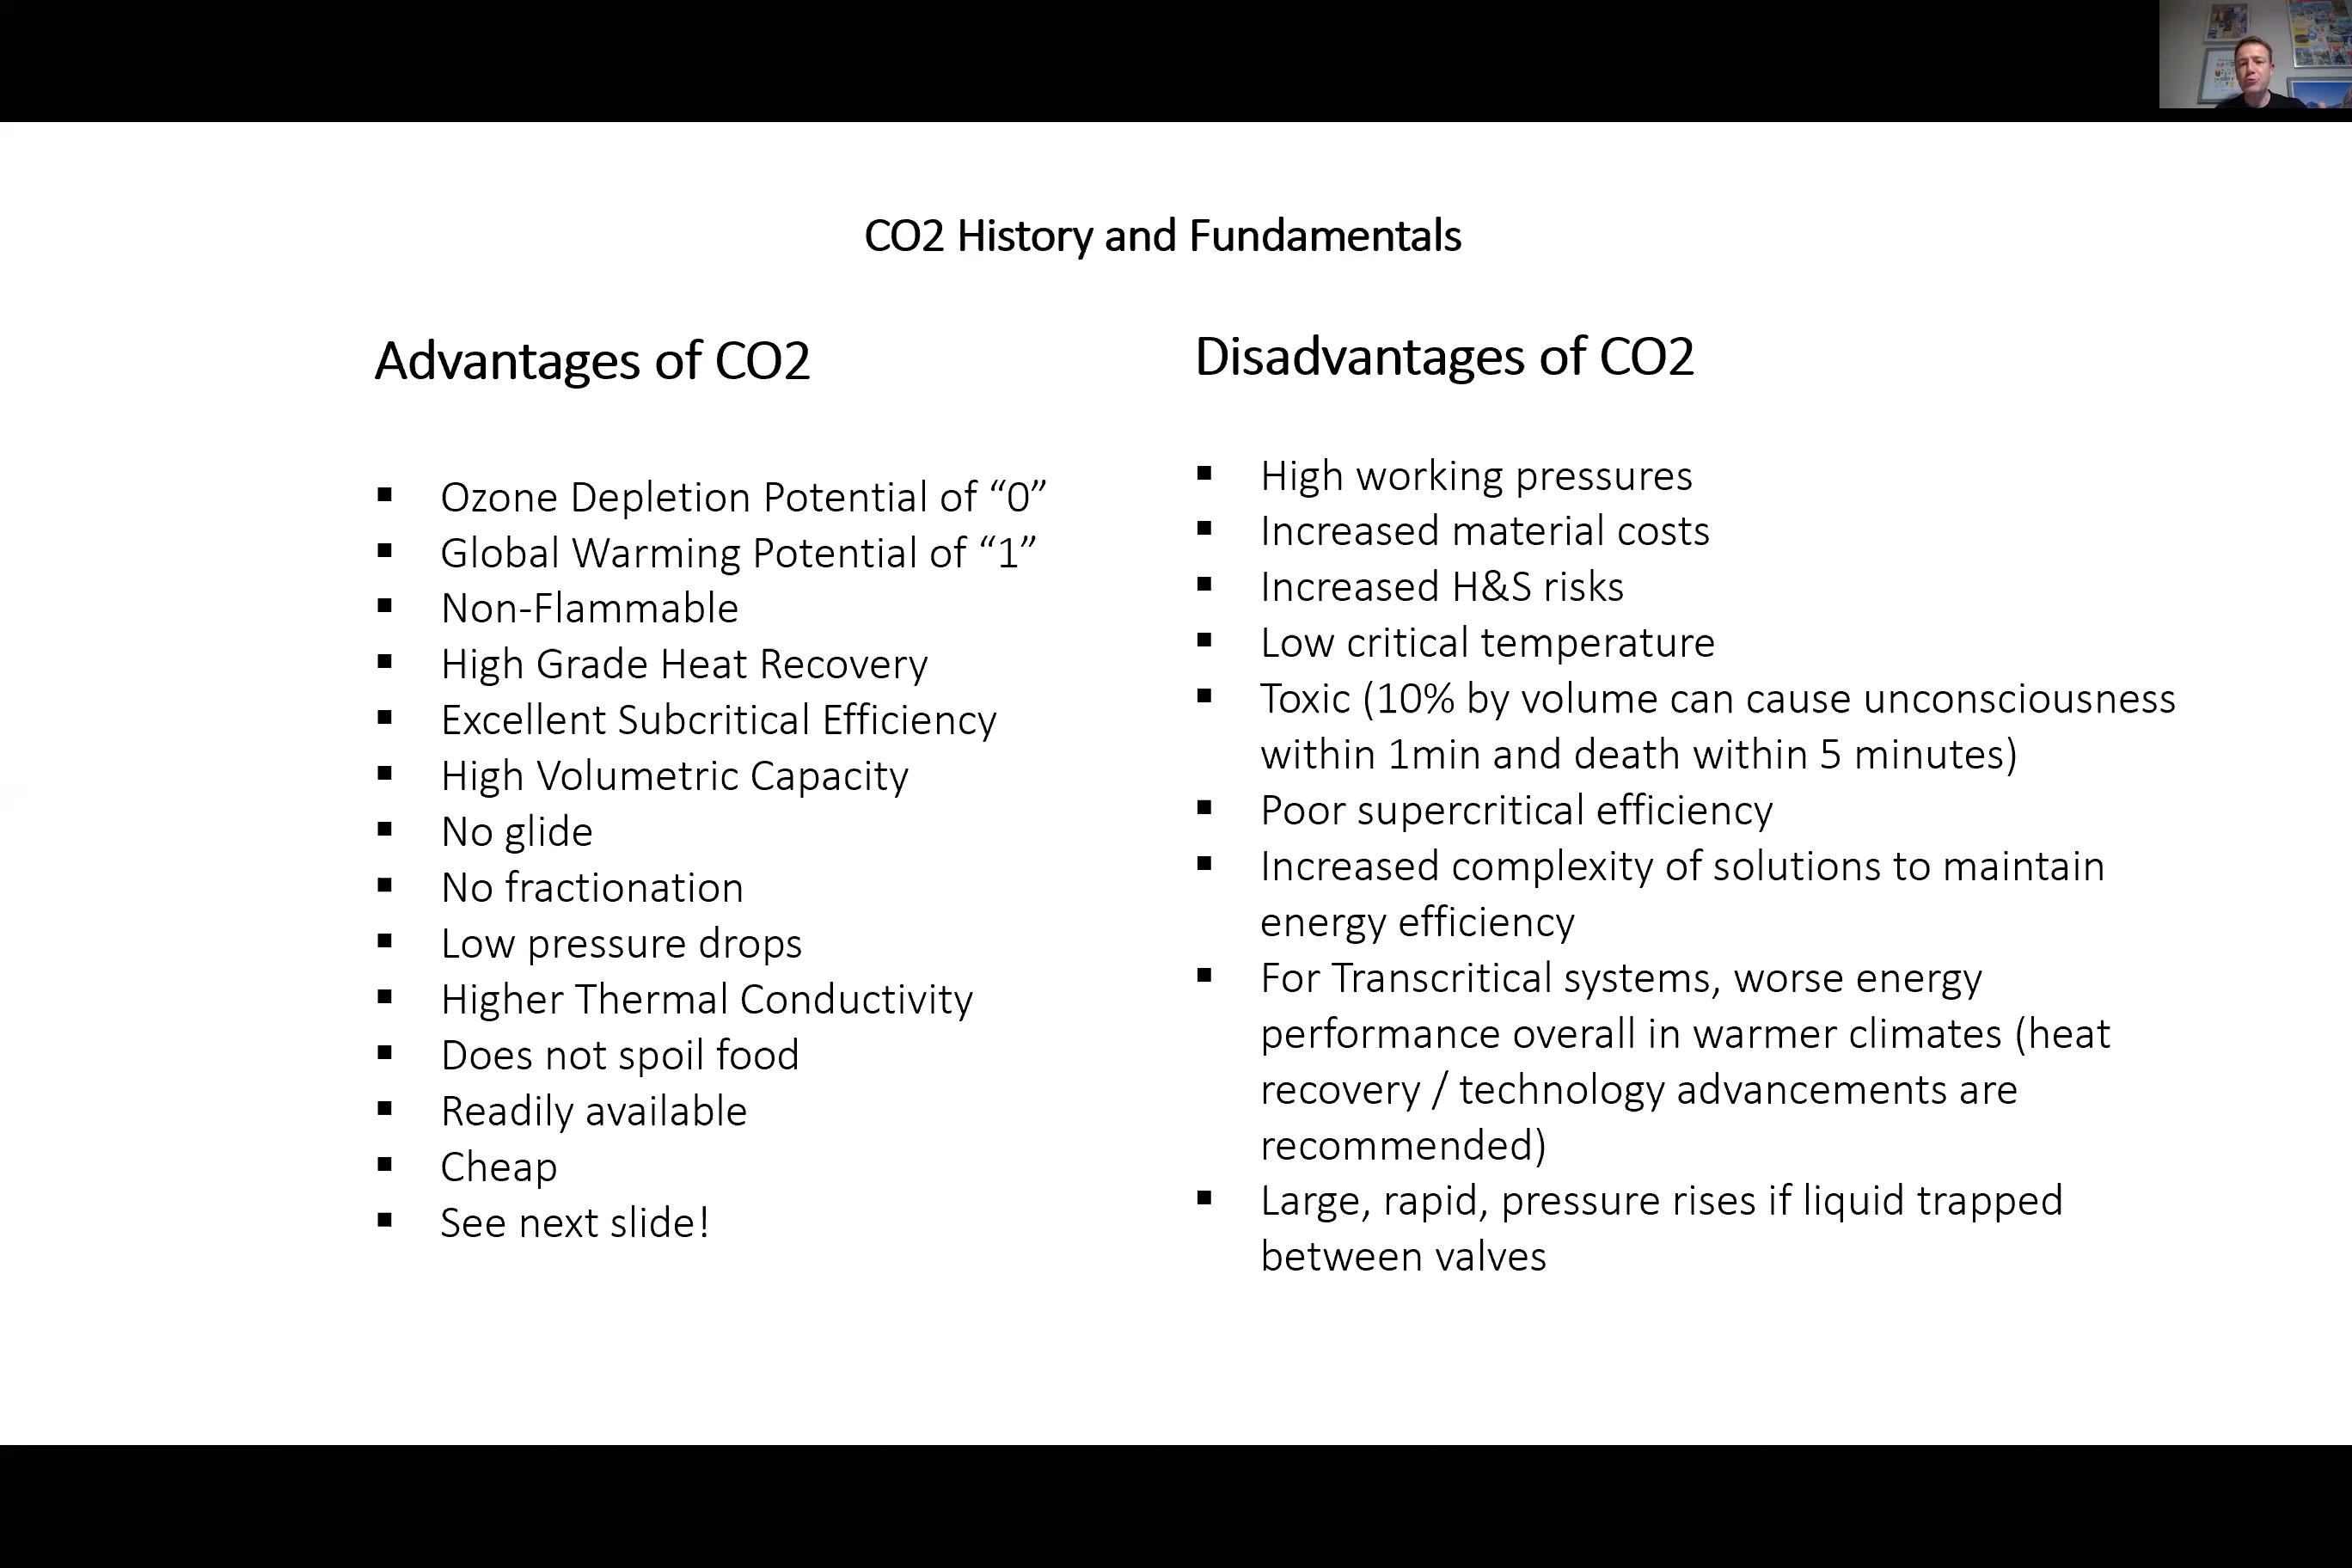 CO2 History and Fundamentals
Advantages of CO2
Ozone Depletion Potential of “0”
Global Warming Potential of “1”
Non-Flammable
High Grade Heat Recovery
Excellent Subcritical Efficiency
High Volumetric Capacity
No glide
No fractionation
Low pressure drops
Higher Thermal Conductivity
Does not spoil food
Readily available
Cheap
See next slide!
Disadvantages of CO2
High working pressures
Increased material costs
Increased H&S risks
Low critical temperature
Toxic (10% by volume can cause unconsciousness
within 1min and death within 5 minutes)
Poor supercritical efficiency
Increased complexity of solutions to maintain
energy efficiency
For Transcritical systems, worse energy
performance overall in warmer climates (heat
recovery / technology advancements are
recommended)
Large, rapid, pressure rises if liquid trapped
between valves